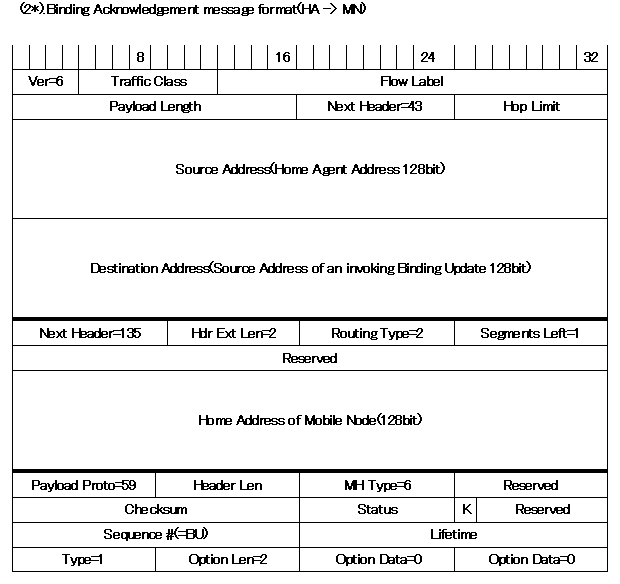 (2*).Binding Acknowledgement message format(HA -> MN)
8 16 24 32
Ver=6 Traffic Class Flow Label
Payload Length Next Header=43 Hop Limit
Source Address(Home Agent Address 128bit)
Destination Address(Source Address of an invoking Binding Update 128bit)
Next Header=135 Hdr Ext Len=2 Routing Type=2 Segments Left=1
Reserved
Home Address of Mobile Node(128bit)
Payload Proto=59 Header Len MH Type=6 Reserved
Checksum Status K Reserved
Sequence #(=BU) Lifetime
Type=1 Option Len=2 Option Data=0 Option Data=0